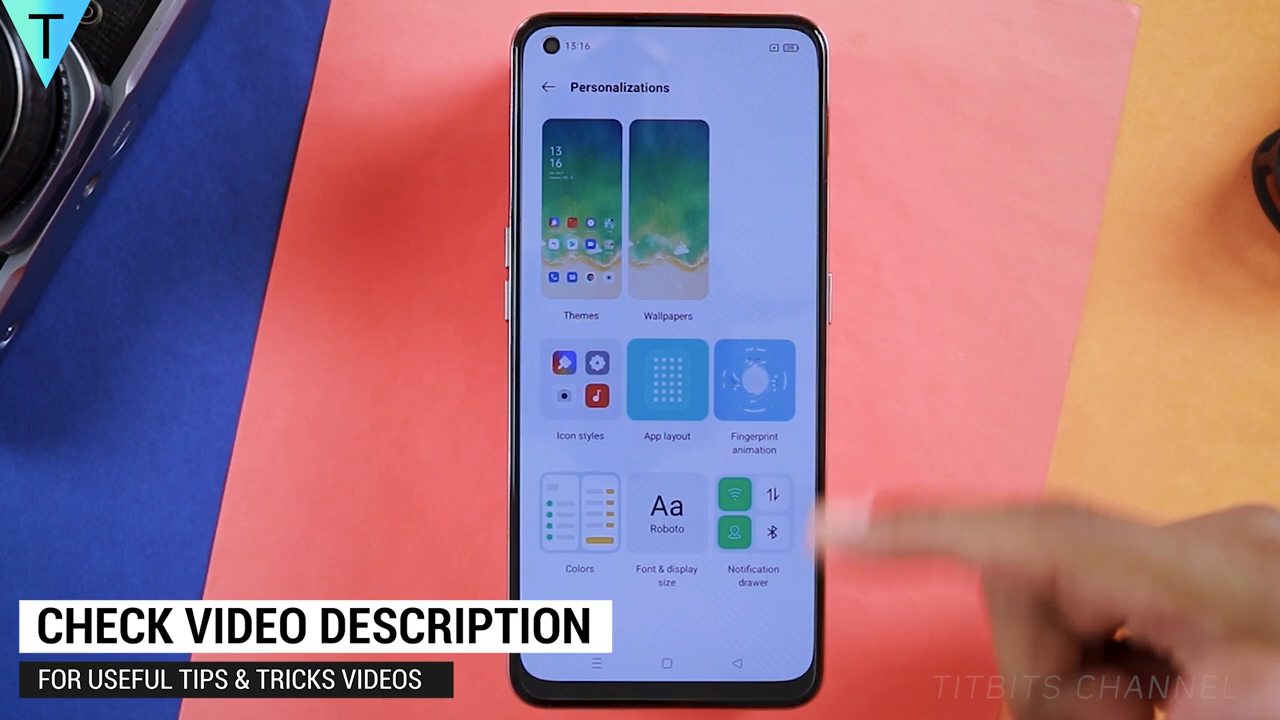 T
13:16
Personalizations
13
16
Themes
Wallpapers
Icon styles
App layout
Fingerprint
animation
Aa
Roboto
Colors
Font & display
size
Notification
drawer
CHECK VIDEO DESCRIPTION
FOR USEFUL TIPS & TRICKS VIDEOS
TITBITS CHANNEL